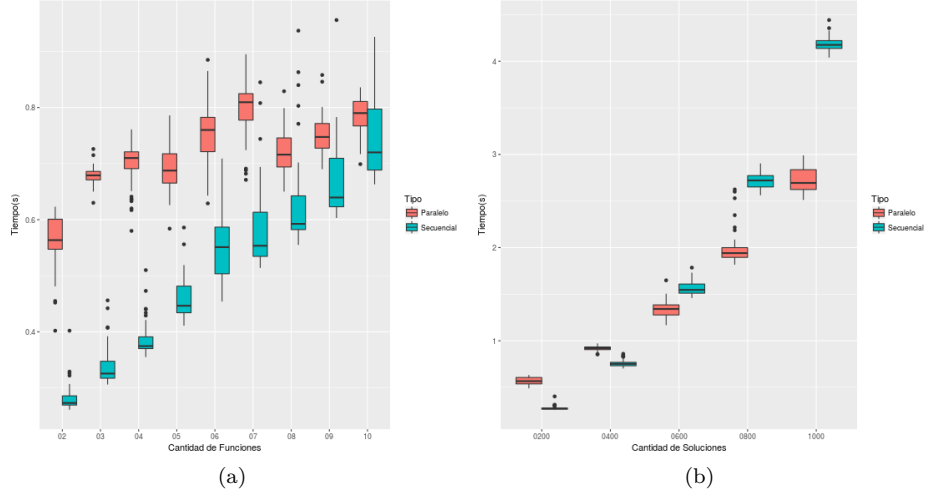 0.8
0.6
0.4
Tiempo(s)
02 03 04 05 06 07 08 09 10
Cantidad de Funciones
Tipo
Paralelo
Secuencial
(a)
4
3
2
1
Tiempo(s)
0200 0400 0600 0800 1000
Cantidad de Soluciones
Tipo
Paralelo
Secuencial
(b)